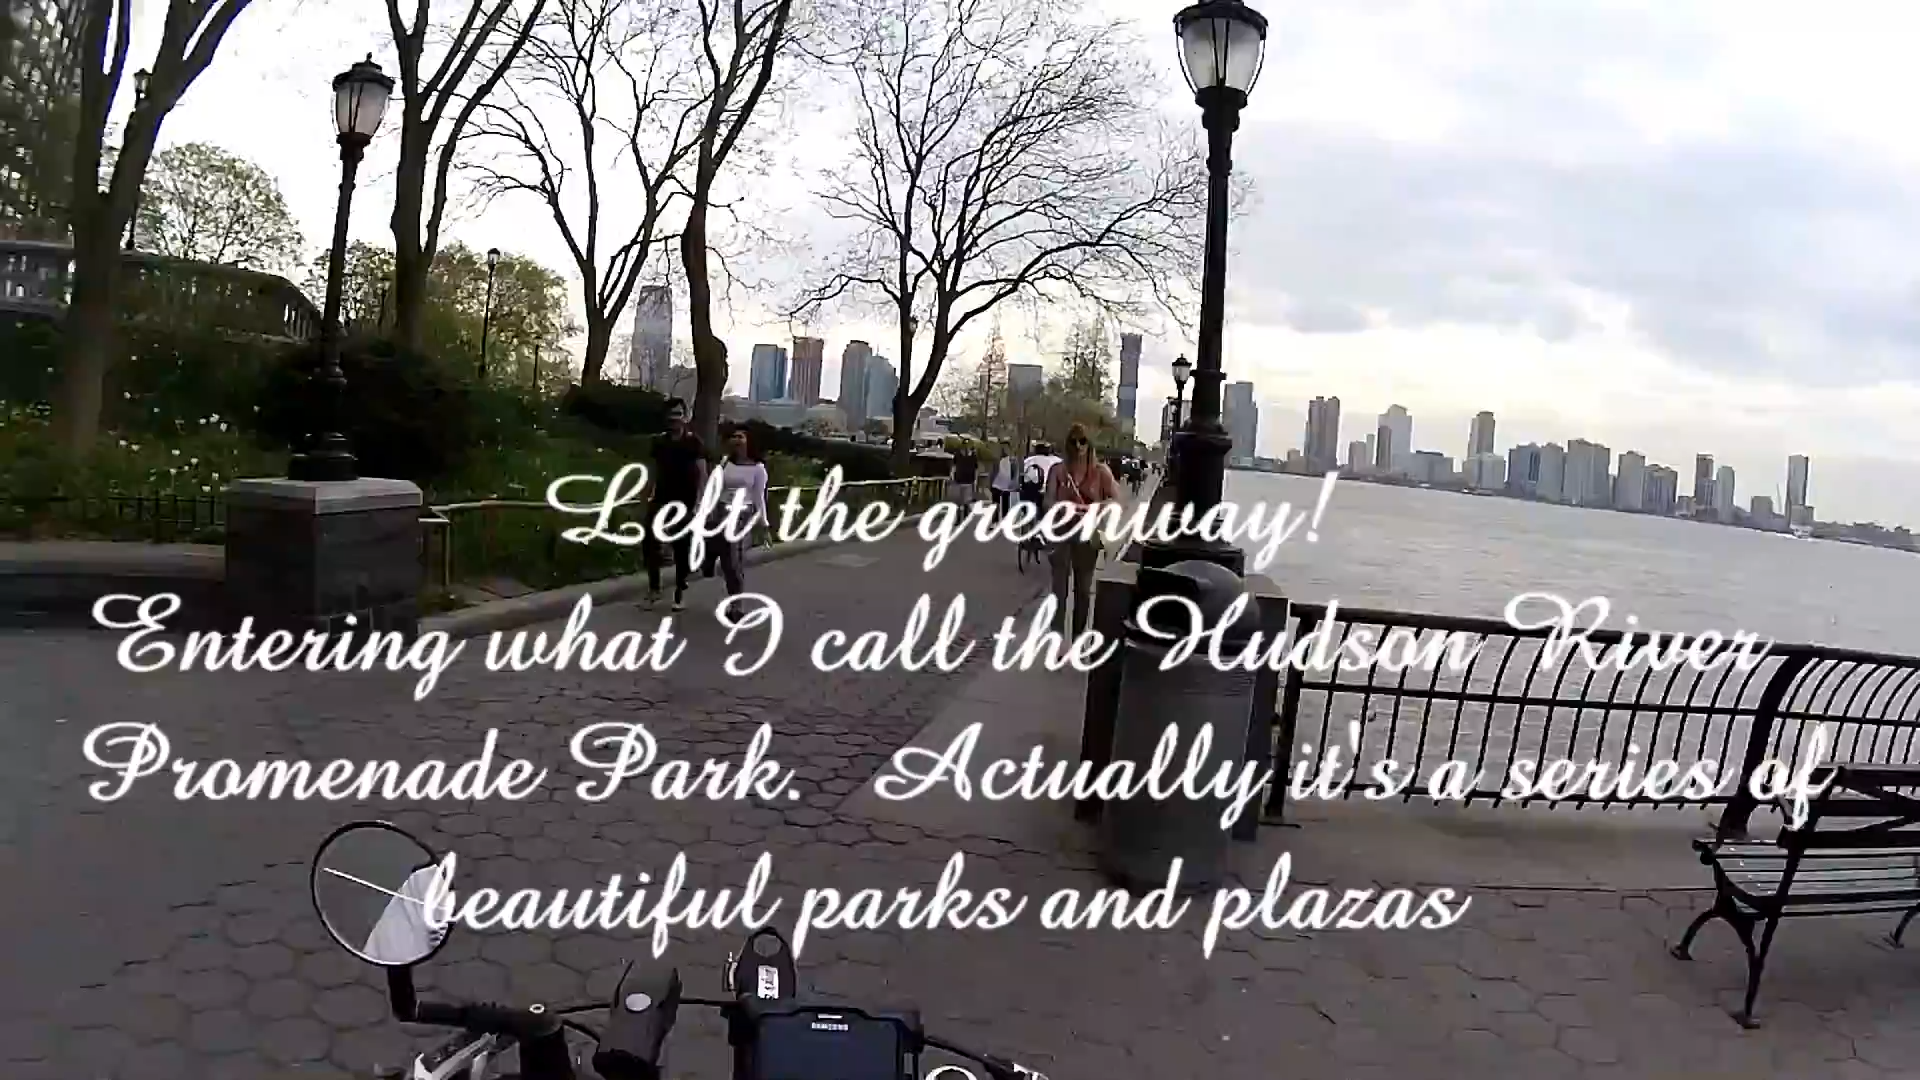 Left the greenway!
Entering what I call the Hudson River
Promenade Park. Actually it's a series of
beautiful parks and plazas
SAMSUNG